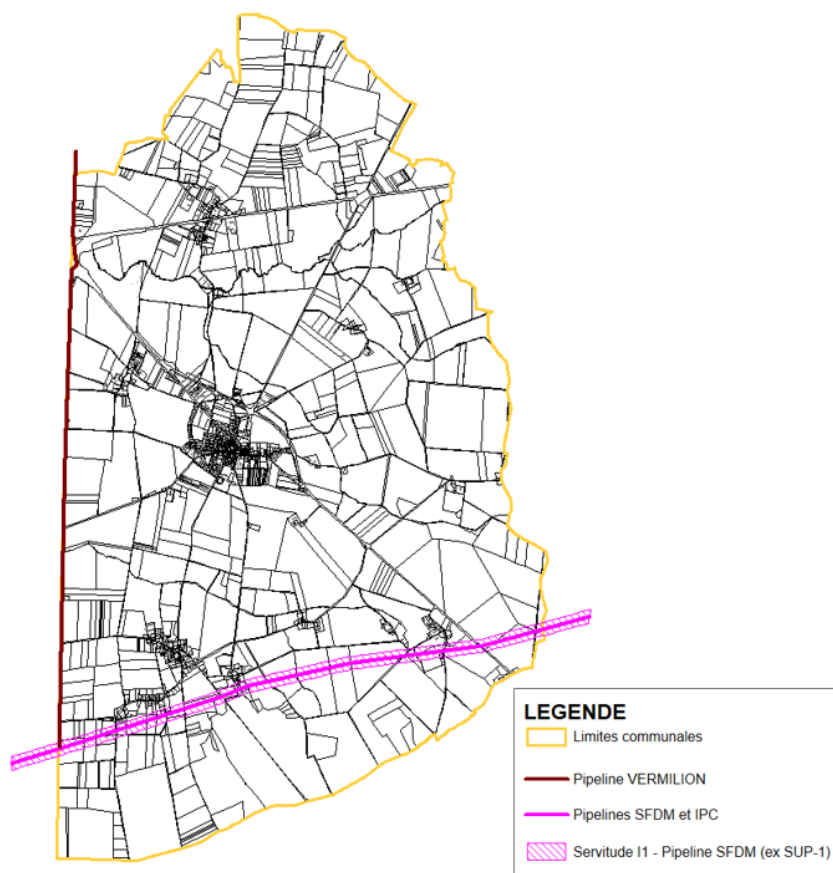 LEGENDE
Limites communales
Pipeline VERMILION
Pipelines SFDM et IPC
Servitude I1 - Pipeline SFDM (ex SUP-1)